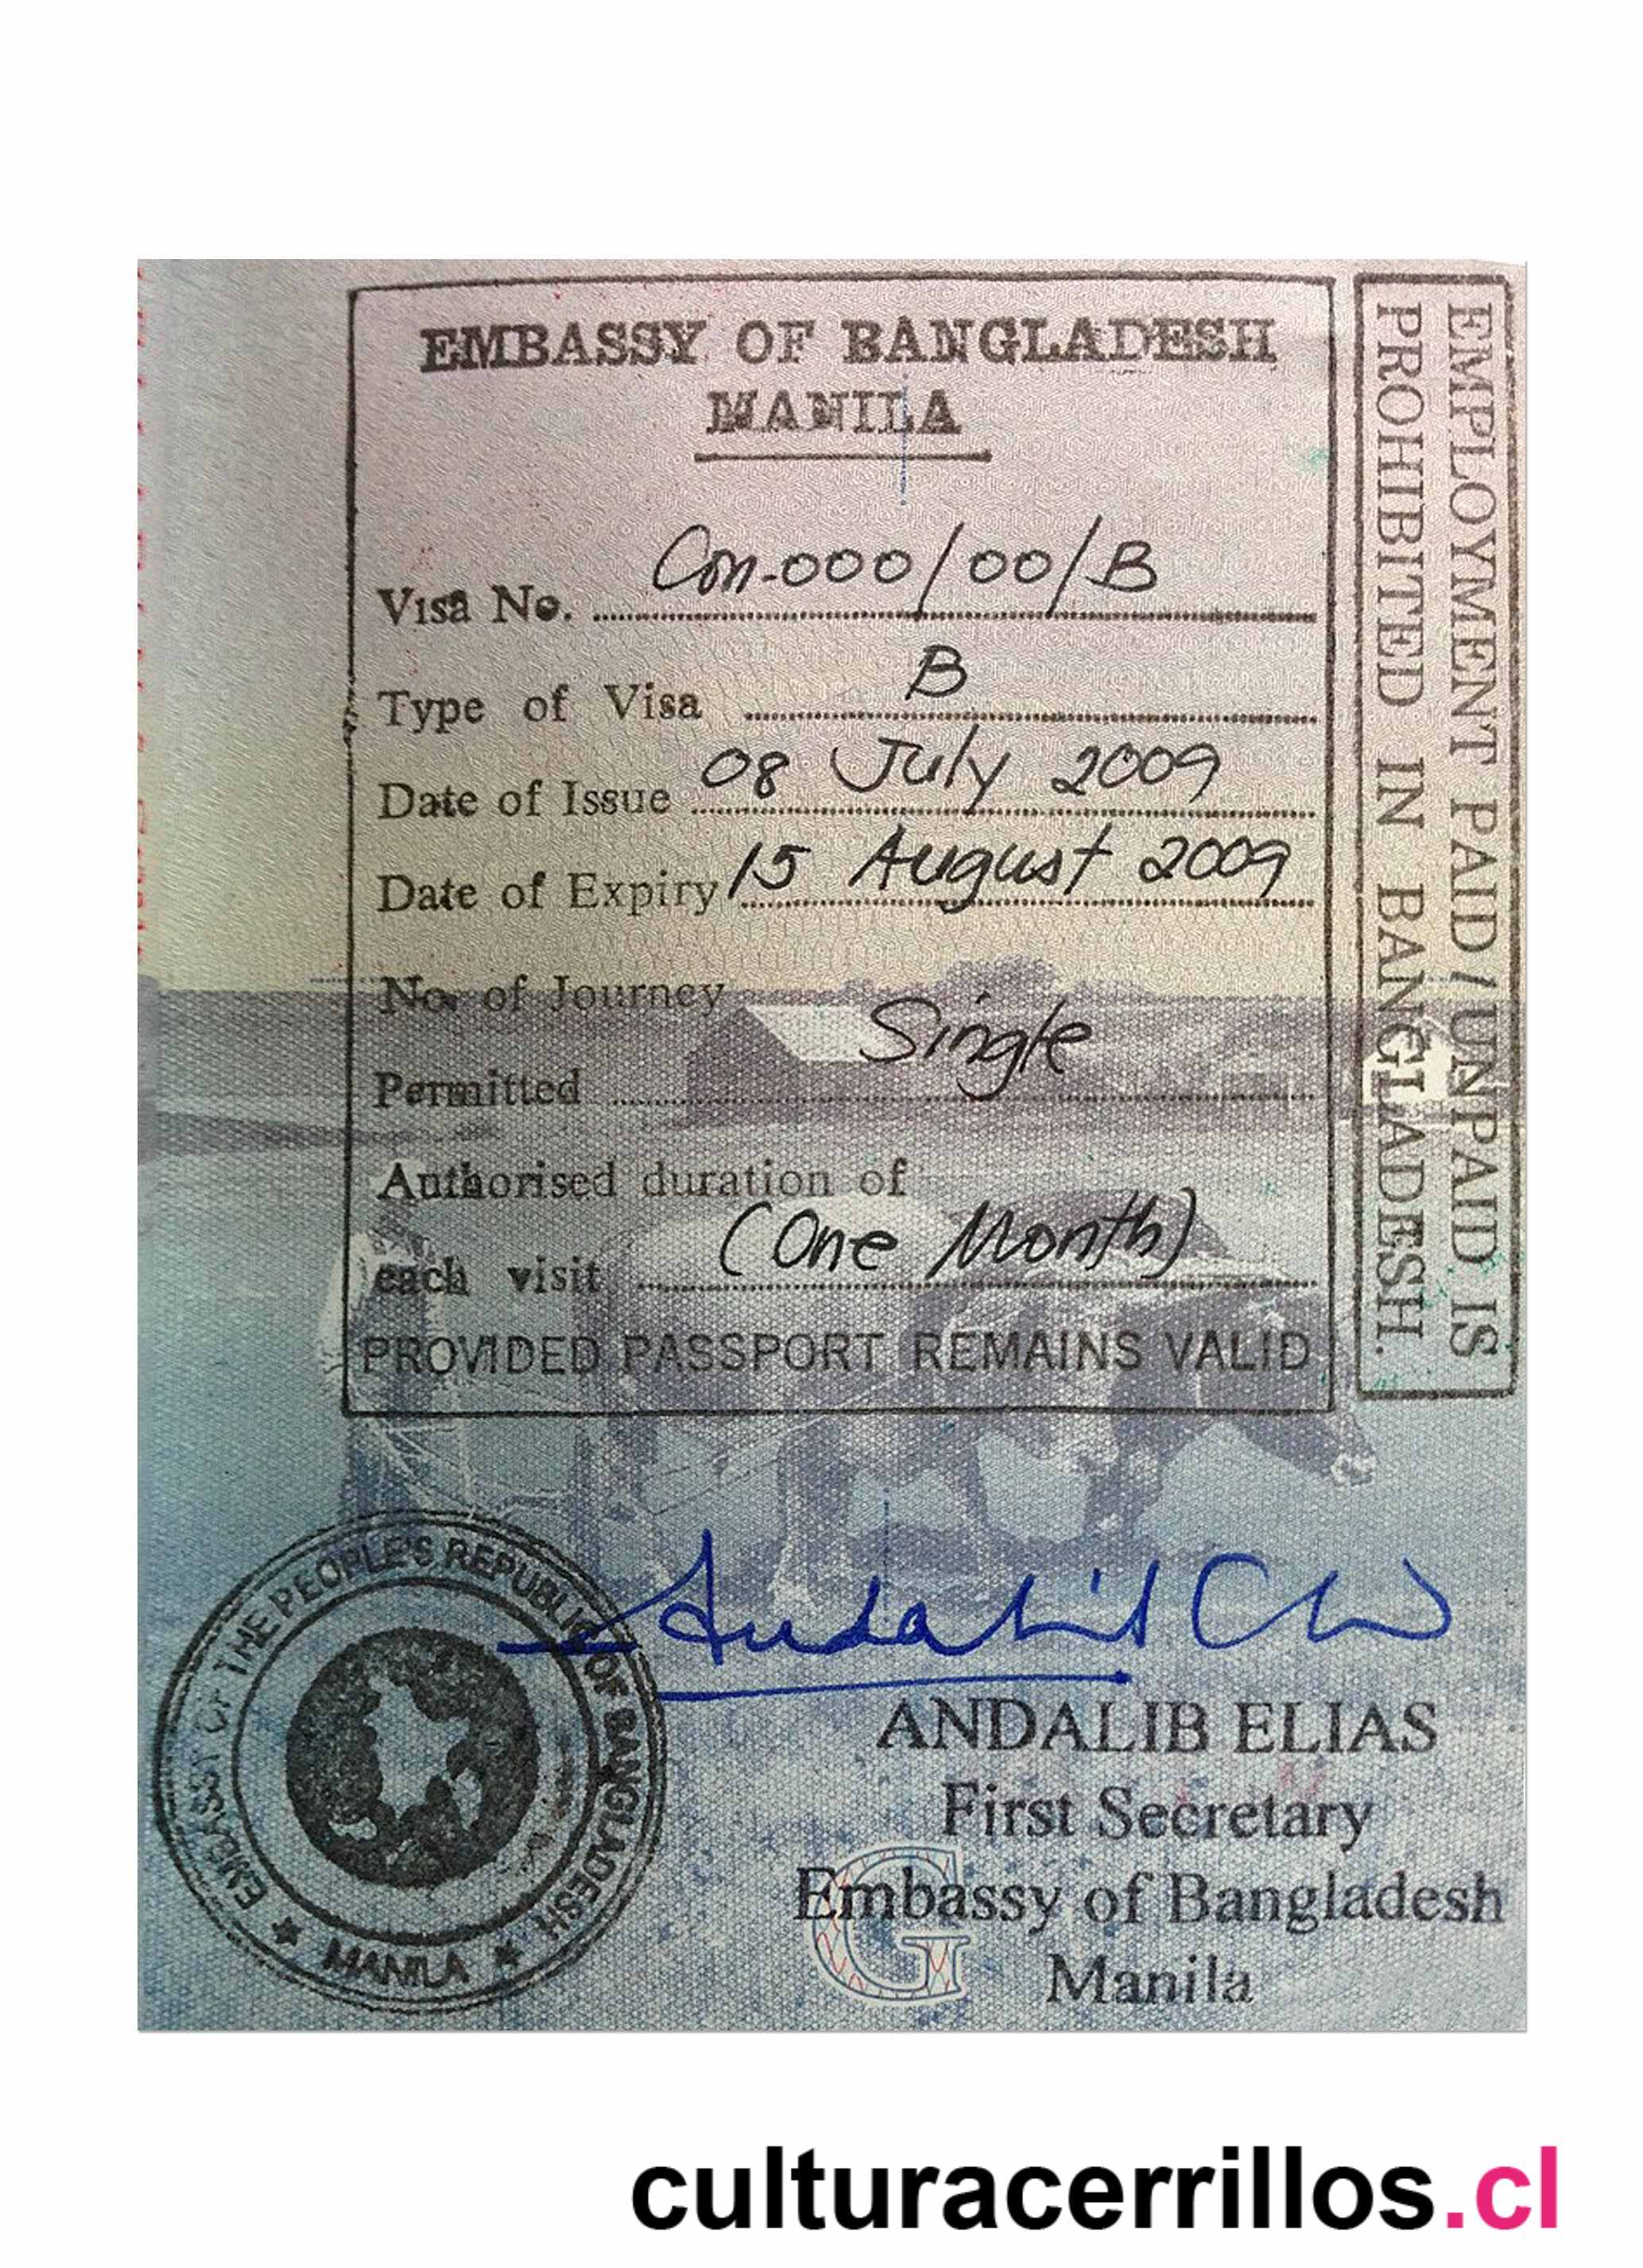 EMBASSY OF BANGLADESH
MANILA
Visa No. Con-000/00/B
Type of Visa B
Date of Issue 08 July 2009
Date of Expiry 15 August 2009
No. of Journey
Permitted Single
Authorised duration of
each visit (One Month)
PROVIDED PASSPORT REMAINS VALID
EMPLOYMENT PAID / UNPAID IS
PROHIBITED IN BANGLADESH.
EMBASSY OF THE PEOPLE'S REPUBLIC OF BANGLADESH
★ MANILA ★
ANDALIB ELIAS
First Secretary
Embassy of Bangladesh
Manila
G
culturacerrillos.cl